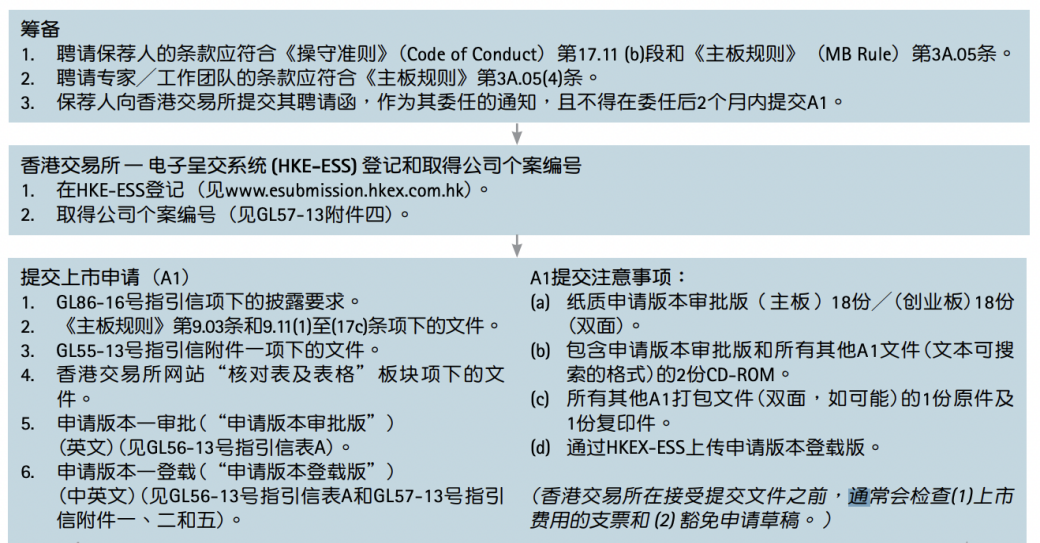 筹备
1. 聘请保荐人的条款应符合《操守准则》（Code of Conduct）第17.11 (b)段和《主板规则》（MB Rule）第3A.05条。
2. 聘请专家／工作团队的条款应符合《主板规则》第3A.05(4)条。
3. 保荐人向香港交易所提交其聘请函，作为其委任的通知，且不得在委任后2个月内提交A1。
香港交易所 — 电子呈交系统 (HKE-ESS) 登记和取得公司个案编号
1. 在HKE-ESS登记（见www.esubmission.hkex.com.hk）。
2. 取得公司个案编号（见GL57-13附件四）。
提交上市申请（A1）
1. GL86-16号指引信项下的披露要求。
2. 《主板规则》第9.03条和9.11(1)至(17c)条项下的文件。
3. GL55-13号指引信附件一项下的文件。
4. 香港交易所网站“核对表及表格”板块项下的文
件。
5. 申请版本—审批（“申请版本审批版”）
(英文)(见GL56-13号指引信表A)。
6. 申请版本—登载（“申请版本登载版”）
(中英文)(见GL56-13号指引信表A和GL57-13号指引
信附件一、二和五)。
A1提交注意事项：
(a) 纸质申请版本审批版（主板）18份／(创业板)18份
(双面)。
(b) 包含申请版本审批版和所有其他A1文件(文本可搜
索的格式)的2份CD-ROM。
(c) 所有其他A1打包文件(双面，如可能)的1份原件及
1份复印件。
(d) 通过HKEX-ESS上传申请版本登载版。
(香港交易所在接受提交文件之前，通常会检查(1)上市
费用的支票和 (2) 豁免申请草稿。)